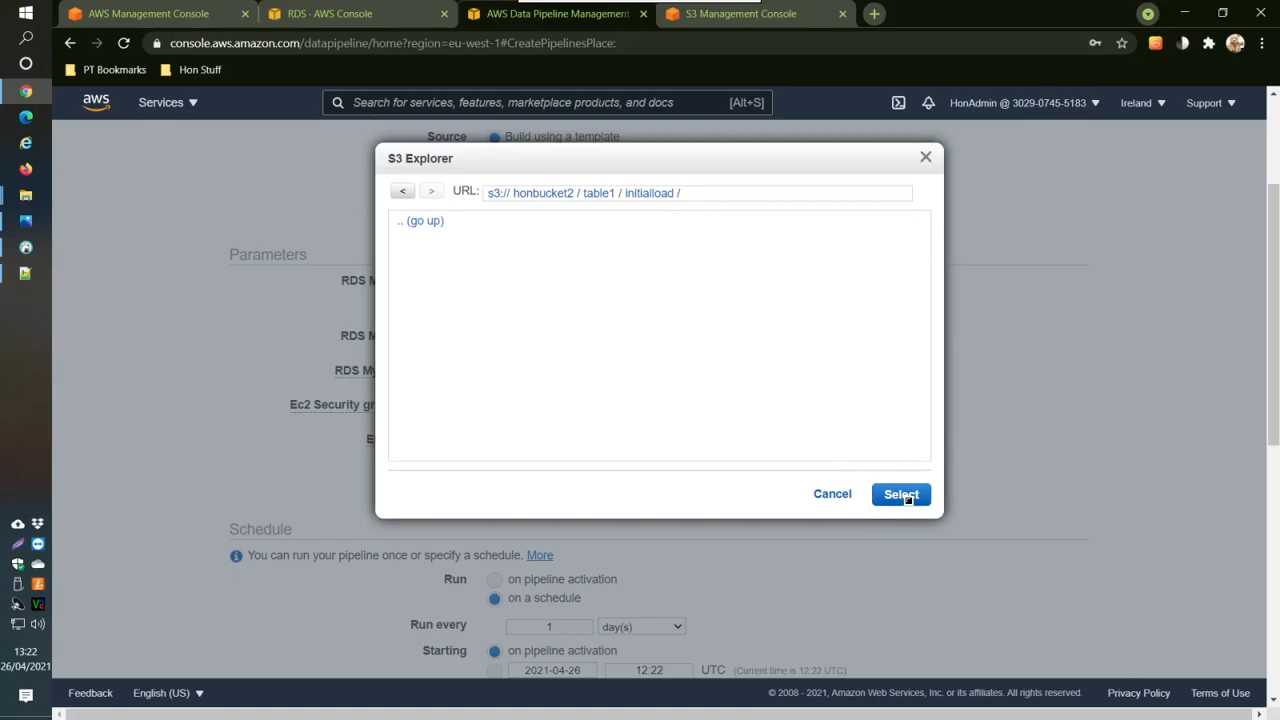 AWS Management Console
RDS · AWS Console
AWS Data Pipeline Management
S3 Management Console
console.aws.amazon.com/datapipeline/home?region=eu-west-1#CreatePipelinesPlace:
PT Bookmarks
Hon Stuff
aws
Services
Search for services, features, marketplace products, and docs
[Alt+S]
HonAdmin @ 3029-0745-5183
Ireland
Support
Source
Build using a template
S3 Explorer
<
>
URL:
s3:// honbucket2 / table1 / initialload /
.. (go up)
Parameters
RDS M
RDS M
RDS My
Ec2 Security gr
E
Cancel
Select
Schedule
You can run your pipeline once or specify a schedule. More
Run
on pipeline activation
on a schedule
Run every
1
day(s)
Starting
on pipeline activation
2021-04-26
12:22
UTC
(Current time is 12:22 UTC)
13:22
26/04/2021
Feedback
English (US)
© 2008 - 2021, Amazon Web Services, Inc. or its affiliates. All rights reserved.
Privacy Policy
Terms of Use